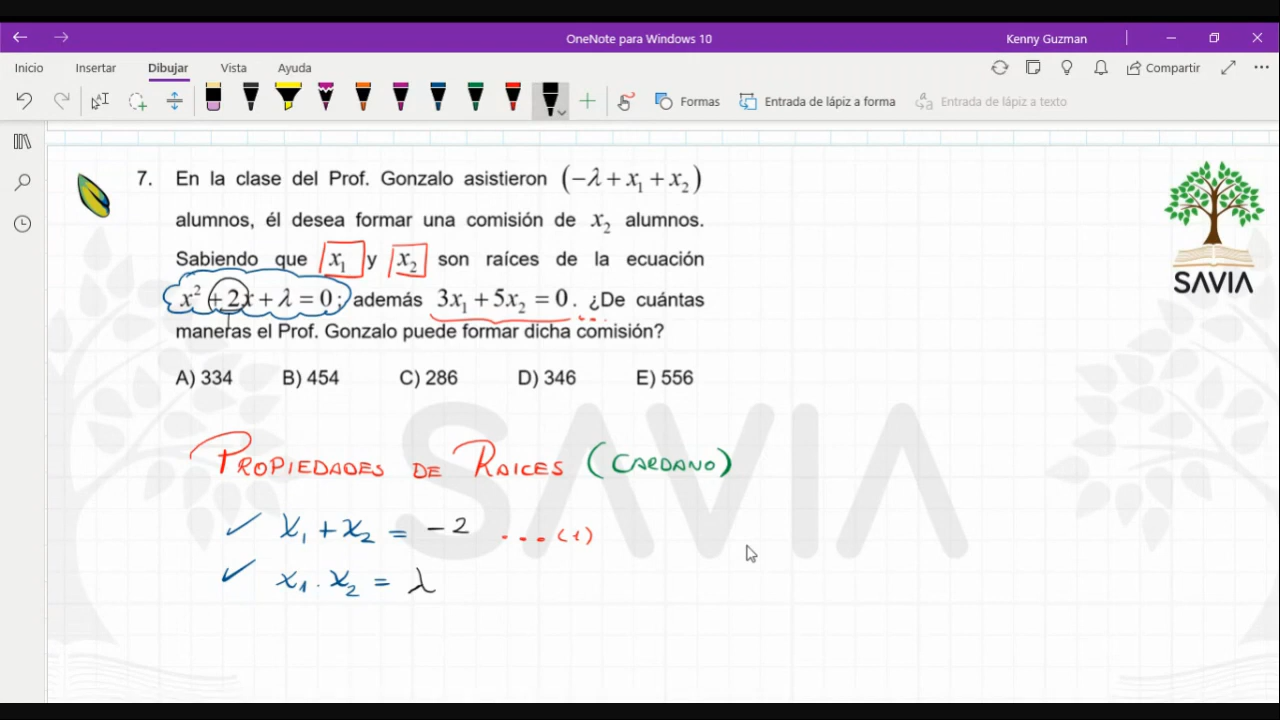 OneNote para Windows 10
Kenny Guzman
Inicio Insertar Dibujar Vista Ayuda
Compartir
Formas Entrada de lápiz a forma Entrada de lápiz a texto
7. En la clase del Prof. Gonzalo asistieron (−λ + x₁ + x₂)
alumnos, él desea formar una comisión de x₂ alumnos.
Sabiendo que x₁ y x₂ son raíces de la ecuación
x² + 2x + λ = 0; además 3x₁ + 5x₂ = 0. ¿De cuántas
maneras el Prof. Gonzalo puede formar dicha comisión?
A) 334 B) 454 C) 286 D) 346 E) 556
SAVIA
SAVIA
PROPIEDADES DE RAICES (CARDANO)
✓ x₁ + x₂ = −2 ...(1)
✓ x₁ . x₂ = λ